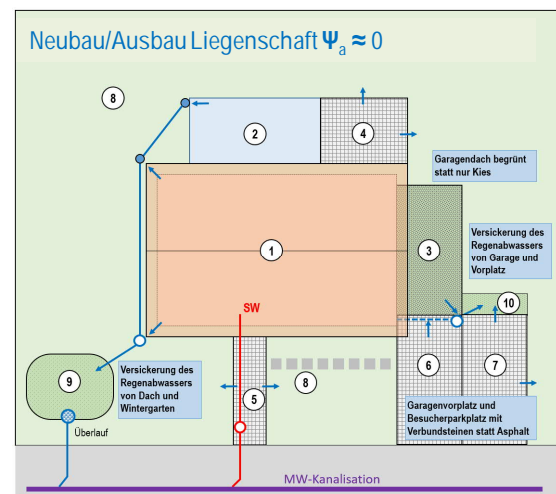 Neubau/Ausbau Liegenschaft Ψa ≈ 0
8
2
4
Garagendach begrünt
statt nur Kies
1
3
Versickerung des
Regenabwassers
von Garage und
Vorplatz
SW
10
6
7
9
Versickerung des
Regenabwassers
von Dach und
Wintergarten
8
5
Garagenvorplatz und
Besucherparkplatz mit
Verbundsteinen statt Asphalt
Überlauf
MW-Kanalisation